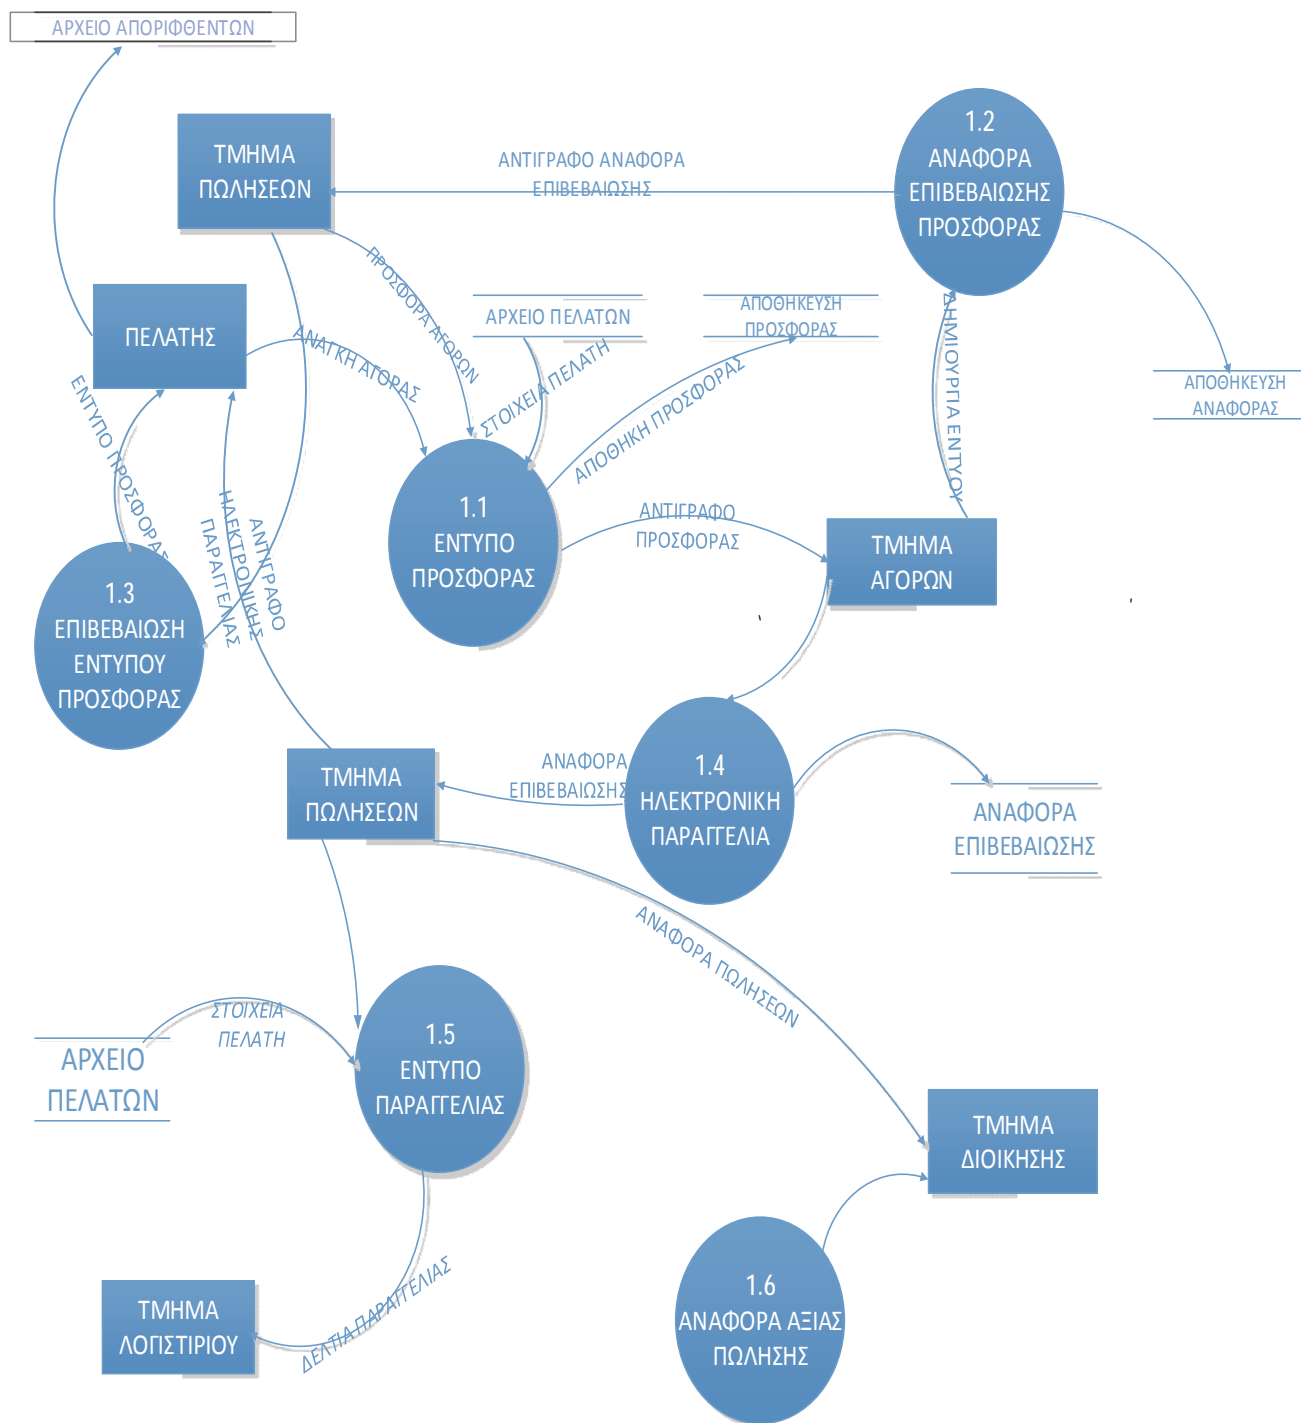 ΑΡΧΕΙΟ ΑΠΟΡΙΦΘΕΝΤΩΝ
ΤΜΗΜΑ
ΠΩΛΗΣΕΩΝ
ΑΝΤΙΓΡΑΦΟ ΑΝΑΦΟΡΑ
ΕΠΙΒΕΒΑΙΩΣΗΣ
1.2
ΑΝΑΦΟΡΑ
ΕΠΙΒΕΒΑΙΩΣΗΣ
ΠΡΟΣΦΟΡΑΣ
ΠΕΛΑΤΗΣ
ΠΡΟΣΦΟΡΑ ΑΓΟΡΩΝ
ΑΝΑΓΚΗ ΑΓΟΡΑΣ
ΑΡΧΕΙΟ ΠΕΛΑΤΩΝ
ΣΤΟΙΧΕΙΑ ΠΕΛΑΤΗ
ΑΠΟΘΗΚΕΥΣΗ
ΠΡΟΣΦΟΡΑΣ
ΑΠΟΘΗΚΗ ΠΡΟΣΦΟΡΑΣ
ΔΗΜΙΟΥΡΓΙΑ ΕΝΤΥΟΥ
ΑΠΟΘΗΚΕΥΣΗ
ΑΝΑΦΟΡΑΣ
ΕΝΤΥΠΟ ΠΡΟΣΦΟΡΑΣ
ΑΝΤΙΓΡΑΦΟ
ΗΛΕΚΤΡΟΝΙΚΗΣ
ΠΑΡΑΓΓΕΛΙΑΣ
1.1
ΕΝΤΥΠΟ
ΠΡΟΣΦΟΡΑΣ
ΑΝΤΙΓΡΑΦΟ
ΠΡΟΣΦΟΡΑΣ
ΤΜΗΜΑ
ΑΓΟΡΩΝ
1.3
ΕΠΙΒΕΒΑΙΩΣΗ
ΕΝΤΥΠΟΥ
ΠΡΟΣΦΟΡΑΣ
ΤΜΗΜΑ
ΠΩΛΗΣΕΩΝ
ΑΝΑΦΟΡΑ
ΕΠΙΒΕΒΑΙΩΣΗΣ
1.4
ΗΛΕΚΤΡΟΝΙΚΗ
ΠΑΡΑΓΓΕΛΙΑ
ΑΝΑΦΟΡΑ
ΕΠΙΒΕΒΑΙΩΣΗΣ
ΑΝΑΦΟΡΑ ΠΩΛΗΣΕΩΝ
ΣΤΟΙΧΕΙΑ
ΠΕΛΑΤΗ
ΑΡΧΕΙΟ
ΠΕΛΑΤΩΝ
1.5
ΕΝΤΥΠΟ
ΠΑΡΑΓΓΕΛΙΑΣ
ΤΜΗΜΑ
ΔΙΟΙΚΗΣΗΣ
ΔΕΛΤΙΑ ΠΑΡΑΓΓΕΛΙΑΣ
ΤΜΗΜΑ
ΛΟΓΙΣΤΙΡΙΟΥ
1.6
ΑΝΑΦΟΡΑ ΑΞΙΑΣ
ΠΩΛΗΣΗΣ